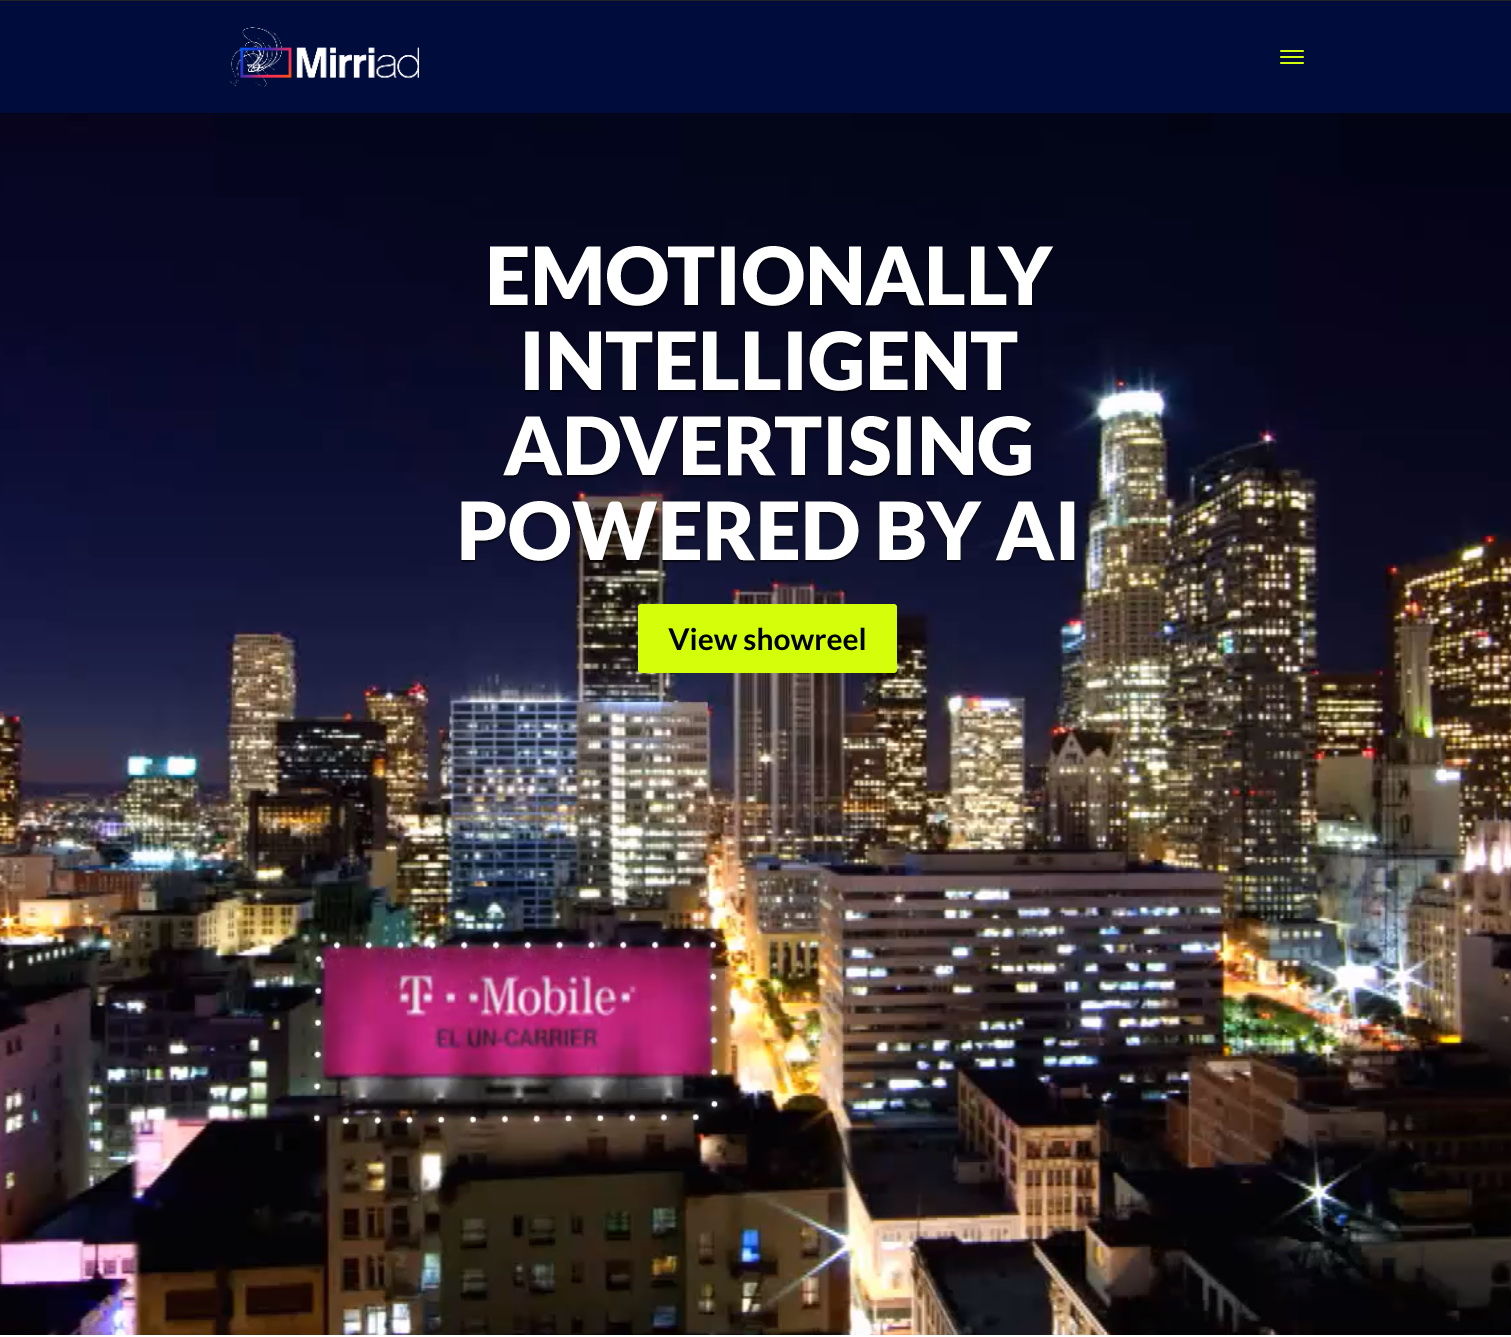 Mirriad
EMOTIONALLY
INTELLIGENT
ADVERTISING
POWERED BY AI
View showreel
T··Mobile·
EL UN-CARRIER